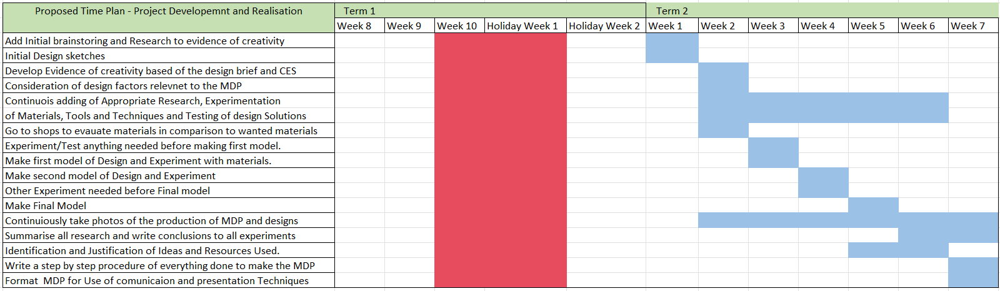 Proposed Time Plan - Project Developemnt and Realisation Term 1 Term 2
Week 8 Week 9 Week 10 Holiday Week 1 Holiday Week 2 Week 1 Week 2 Week 3 Week 4 Week 5 Week 6 Week 7
Add Initial brainstoring and Research to evidence of creativity
Initial Design sketches
Develop Evidence of creativity based of the design brief and CES
Consideration of design factors relevnet to the MDP
Continuois adding of Appropriate Research, Experimentation
of Materials, Tools and Techniques and Testing of design Solutions
Go to shops to evauate materials in comparison to wanted materials
Experiment/Test anything needed before making first model.
Make first model of Design and Experiment with materials.
Make second model of Design and Experiment
Other Experiment needed before Final model
Make Final Model
Continuiously take photos of the production of MDP and designs
Summarise all research and write conclusions to all experiments
Identification and Justification of Ideas and Resources Used.
Write a step by step procedure of everything done to make the MDP
Format  MDP for Use of comunicaion and presentation Techniques